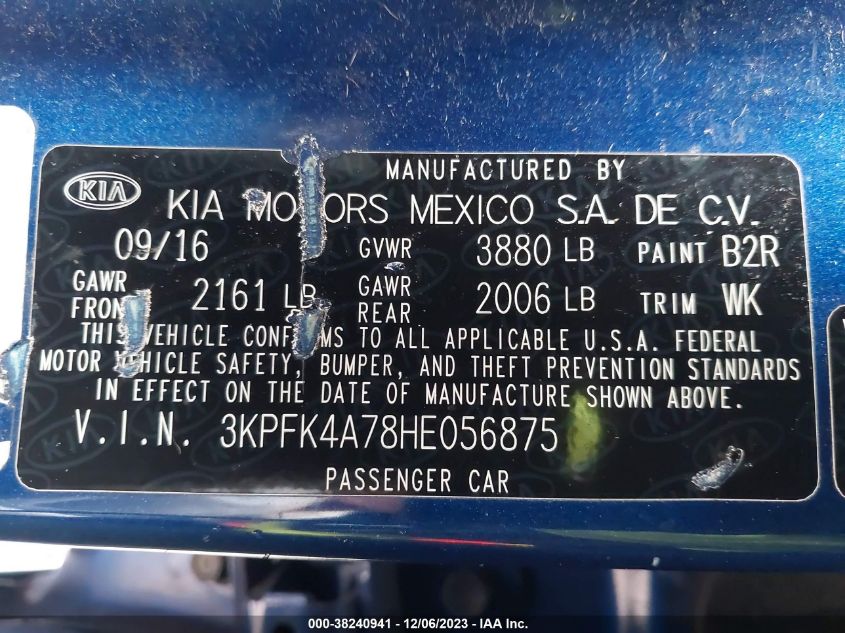 MANUFACTURED BY
KIA KIA MOTORS MEXICO S.A. DE C.V.
09/16 GVWR 3880 LB PAINT B2R
GAWR FRONT 2161 LB GAWR REAR 2006 LB TRIM WK
THIS VEHICLE CONFORMS TO ALL APPLICABLE U.S.A. FEDERAL
MOTOR VEHICLE SAFETY, BUMPER, AND THEFT PREVENTION STANDARDS
IN EFFECT ON THE DATE OF MANUFACTURE SHOWN ABOVE.
V.I.N. 3KPFK4A78HE056875
PASSENGER CAR
000-38240941 - 12/06/2023 - IAA Inc.